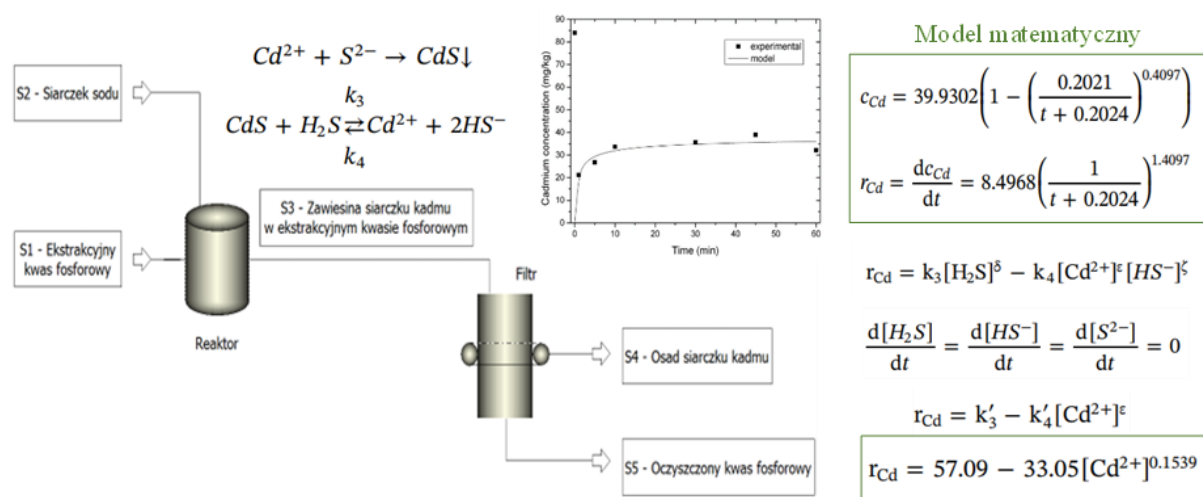 S2 - Siarczek sodu
Cd²⁺ + S²⁻ → CdS↓
k₃
CdS + H₂S⇄Cd²⁺ + 2HS⁻
k₄
S3 - Zawiesina siarczku kadmu
w ekstrakcyjnym kwasie fosforowym
S1 - Ekstrakcyjny
kwas fosforowy
Reaktor
Filtr
S4 - Osad siarczku kadmu
S5 - Oczyszczony kwas fosforowy
Cadmium concentration (mg/kg)
90
80
70
60
50
40
30
20
10
0
experimental
model
0 10 20 30 40 50 60
Time (min)
Model matematyczny
c_Cd = 39.9302(1 − (0.2021/(t + 0.2024))^0.4097)
r_Cd = dc_Cd/dt = 8.4968(1/(t + 0.2024))^1.4097
r_Cd = k₃[H₂S]^δ − k₄[Cd²⁺]^ε[HS⁻]^ζ
d[H₂S]/dt = d[HS⁻]/dt = d[S²⁻]/dt = 0
r_Cd = k₃′ − k₄′[Cd²⁺]^ε
r_Cd = 57.09 − 33.05[Cd²⁺]^0.1539